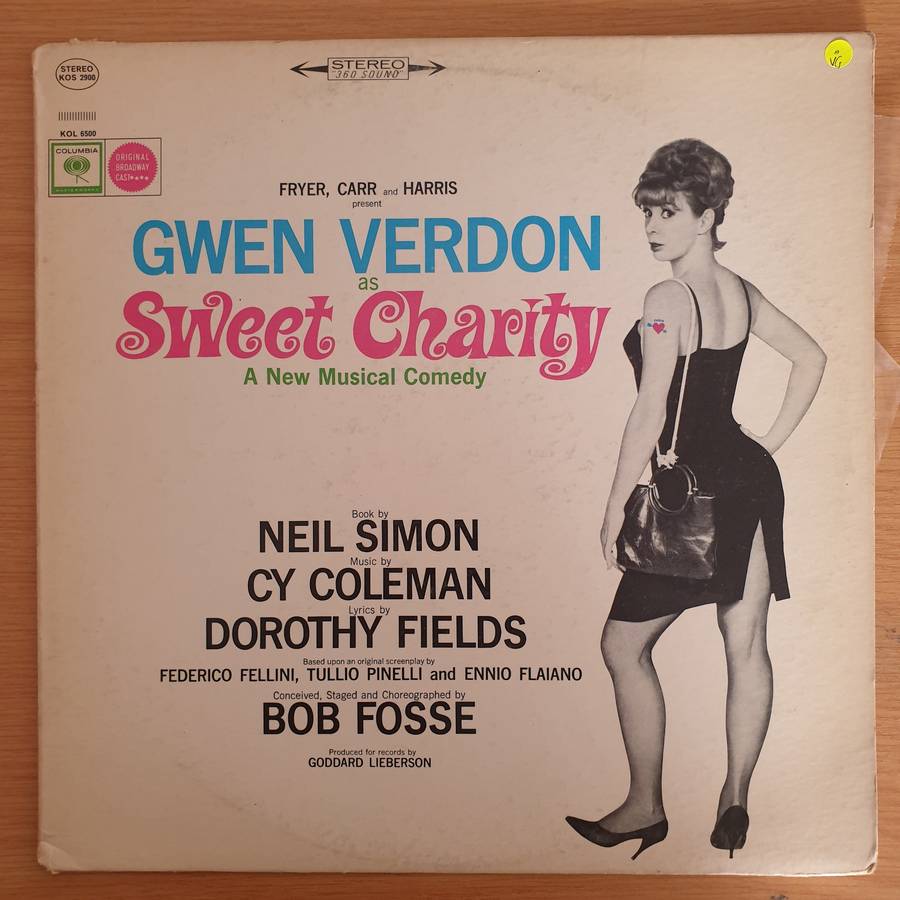 STEREO
KOS 2900
KOL 6500
COLUMBIA
MASTERWORKS
ORIGINAL
BROADWAY
CAST
STEREO
"360 SOUND"
VG
FRYER, CARR and HARRIS
present
GWEN VERDON
as
Sweet Charity
A New Musical Comedy
Book by
NEIL SIMON
Music by
CY COLEMAN
Lyrics by
DOROTHY FIELDS
Based upon an original screenplay by
FEDERICO FELLINI, TULLIO PINELLI and ENNIO FLAIANO
Conceived, Staged and Choreographed by
BOB FOSSE
Produced for records by
GODDARD LIEBERSON